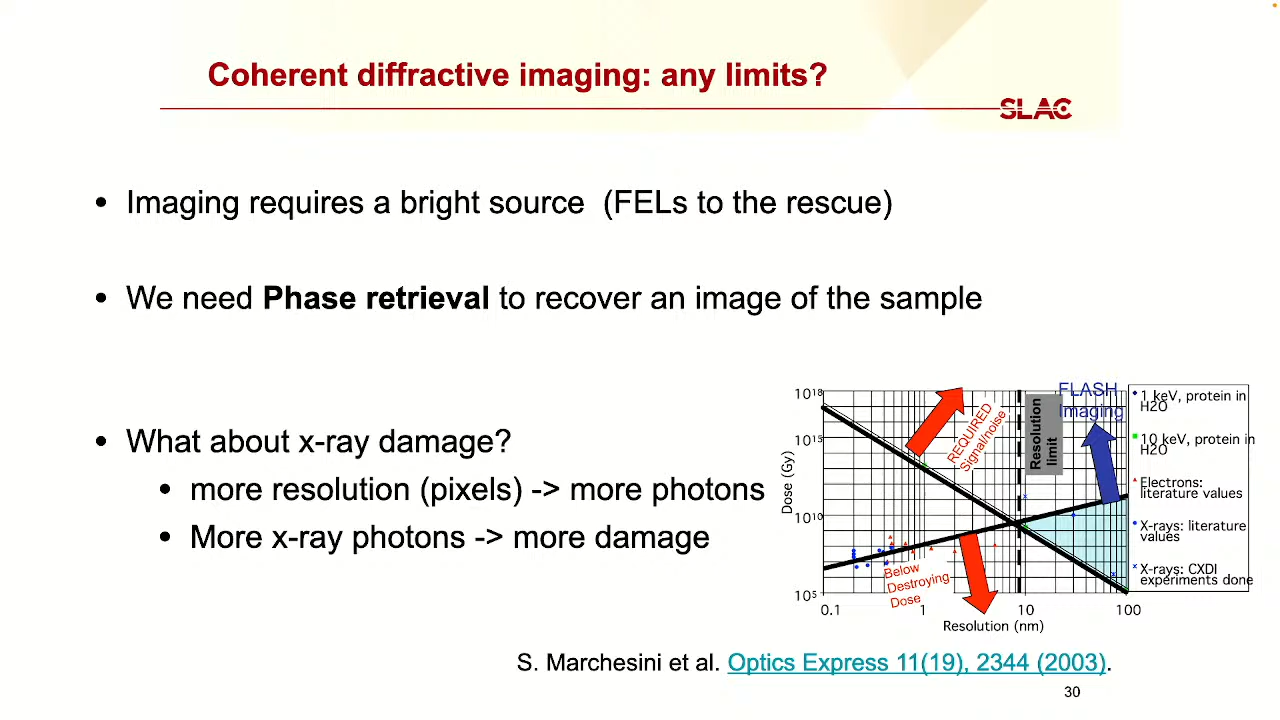 Coherent diffractive imaging: any limits?
SLAC
• Imaging requires a bright source (FELs to the rescue)
• We need Phase retrieval to recover an image of the sample
• What about x-ray damage?
• more resolution (pixels) -> more photons
• More x-ray photons -> more damage
10^18
10^15
10^10
10^5
Dose (Gy)
0.1
1
10
100
Resolution (nm)
REQUIRED
Signal/noise
Resolution
limit
FLASH
Imaging
Below
Destroying
Dose
1 keV, protein in
H2O
10 keV, protein in
H2O
Electrons:
literature values
X-rays: literature
values
X-rays: CXDI
experiments done
S. Marchesini et al. Optics Express 11(19), 2344 (2003).
30